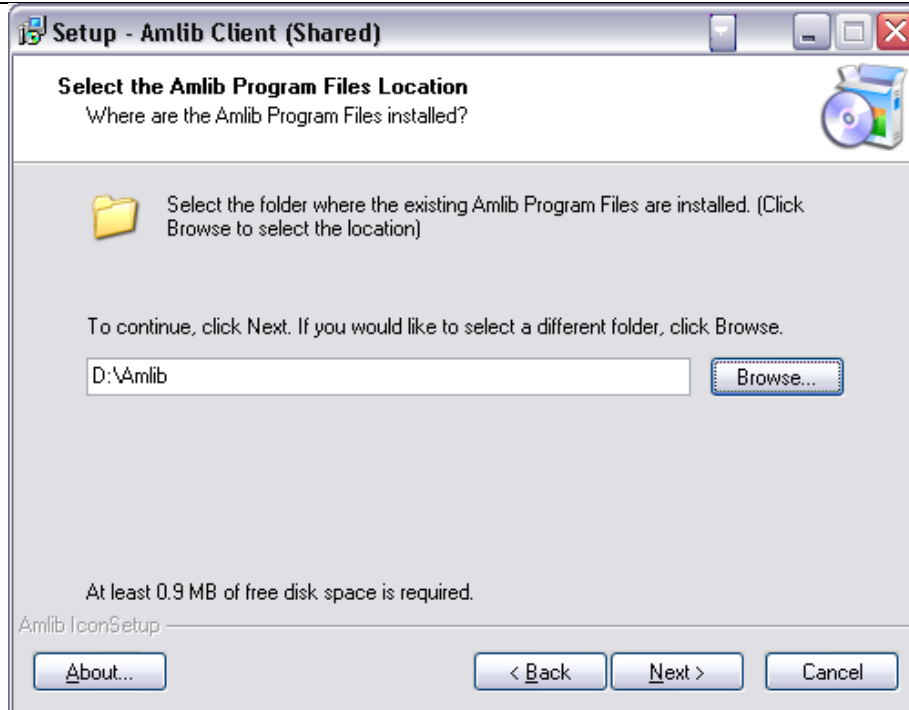 Setup - Amlib Client (Shared)
Select the Amlib Program Files Location
Where are the Amlib Program Files installed?
Select the folder where the existing Amlib Program Files are installed. (Click
Browse to select the location)
To continue, click Next. If you would like to select a different folder, click Browse.
D:\Amlib
Browse...
At least 0.9 MB of free disk space is required.
Amlib IconSetup
About...
< Back
Next >
Cancel